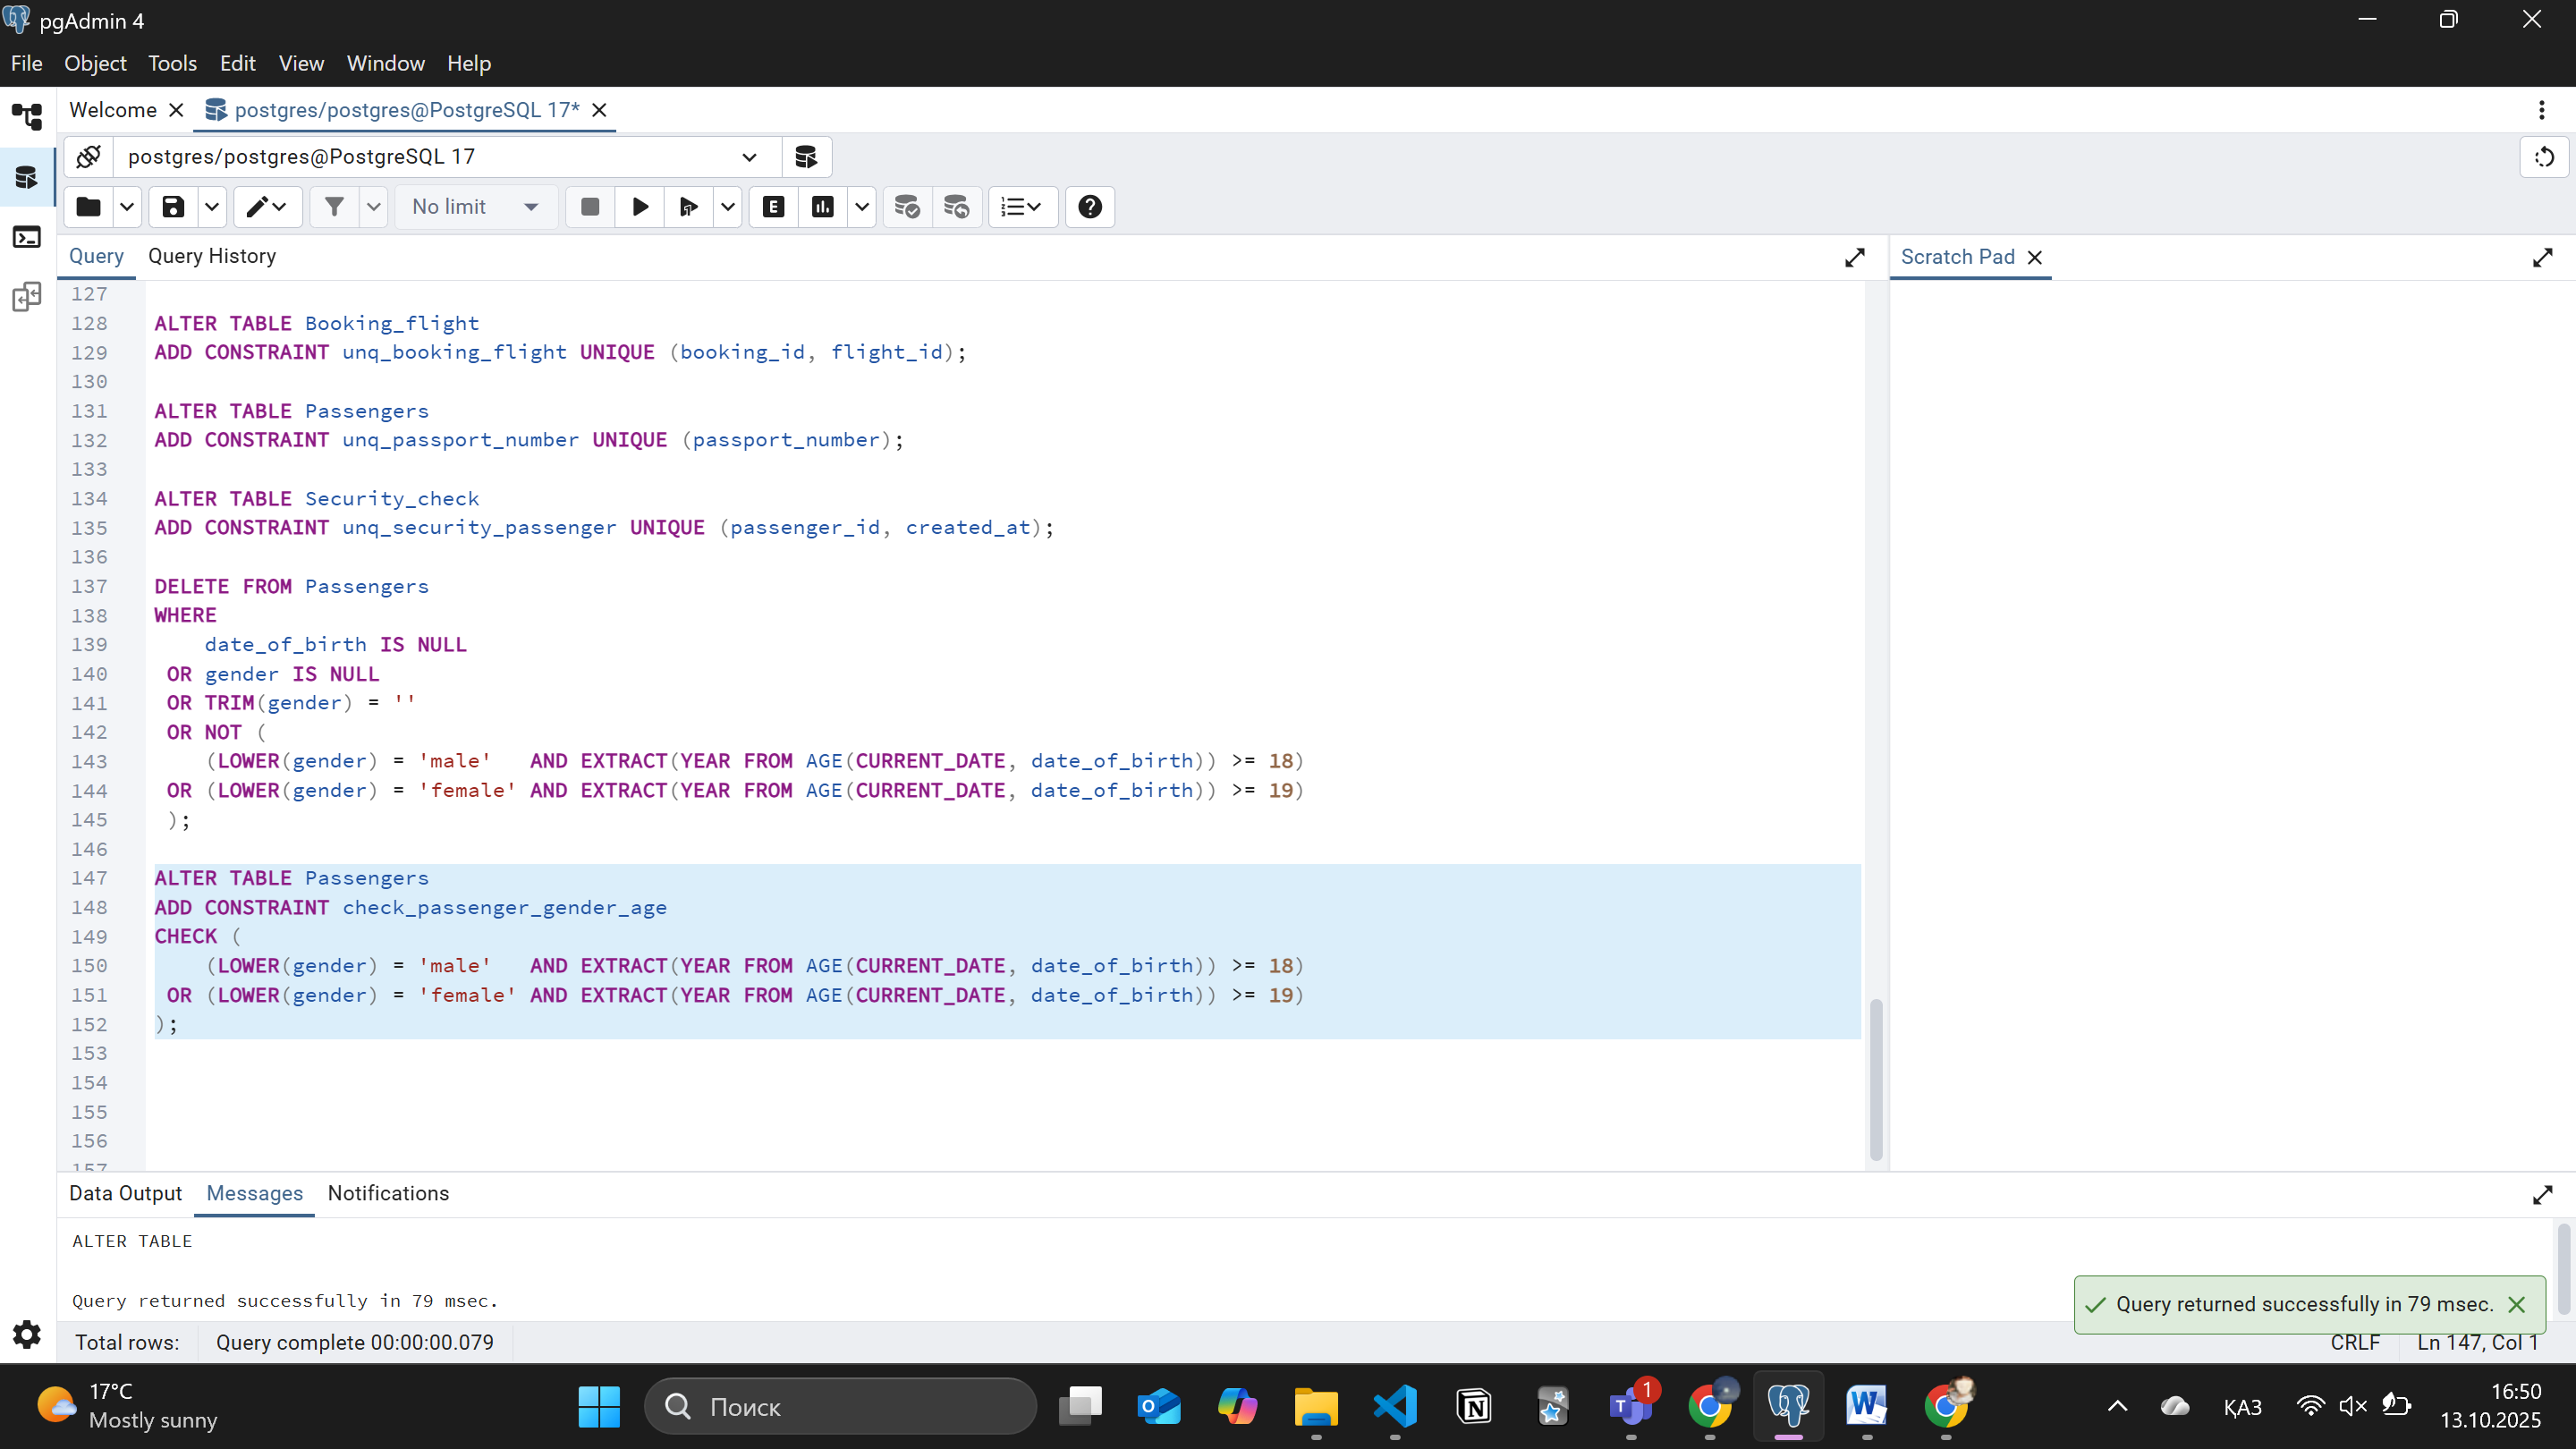 pgAdmin 4
File Object Tools Edit View Window Help
Welcome postgres/postgres@PostgreSQL 17*
postgres/postgres@PostgreSQL 17
No limit E
Query Query History Scratch Pad
127
128 ALTER TABLE Booking_flight
129 ADD CONSTRAINT unq_booking_flight UNIQUE (booking_id, flight_id);
130
131 ALTER TABLE Passengers
132 ADD CONSTRAINT unq_passport_number UNIQUE (passport_number);
133
134 ALTER TABLE Security_check
135 ADD CONSTRAINT unq_security_passenger UNIQUE (passenger_id, created_at);
136
137 DELETE FROM Passengers
138 WHERE
139 date_of_birth IS NULL
140 OR gender IS NULL
141 OR TRIM(gender) = ''
142 OR NOT (
143 (LOWER(gender) = 'male' AND EXTRACT(YEAR FROM AGE(CURRENT_DATE, date_of_birth)) >= 18)
144 OR (LOWER(gender) = 'female' AND EXTRACT(YEAR FROM AGE(CURRENT_DATE, date_of_birth)) >= 19)
145 );
146
147 ALTER TABLE Passengers
148 ADD CONSTRAINT check_passenger_gender_age
149 CHECK (
150 (LOWER(gender) = 'male' AND EXTRACT(YEAR FROM AGE(CURRENT_DATE, date_of_birth)) >= 18)
151 OR (LOWER(gender) = 'female' AND EXTRACT(YEAR FROM AGE(CURRENT_DATE, date_of_birth)) >= 19)
152 );
153
154
155
156
157
Data Output Messages Notifications
ALTER TABLE
Query returned successfully in 79 msec.
Query returned successfully in 79 msec.
Total rows: Query complete 00:00:00.079 CRLF Ln 147, Col 1
17°C
Mostly sunny
Поиск
1
ҚАЗ
16:50
13.10.2025